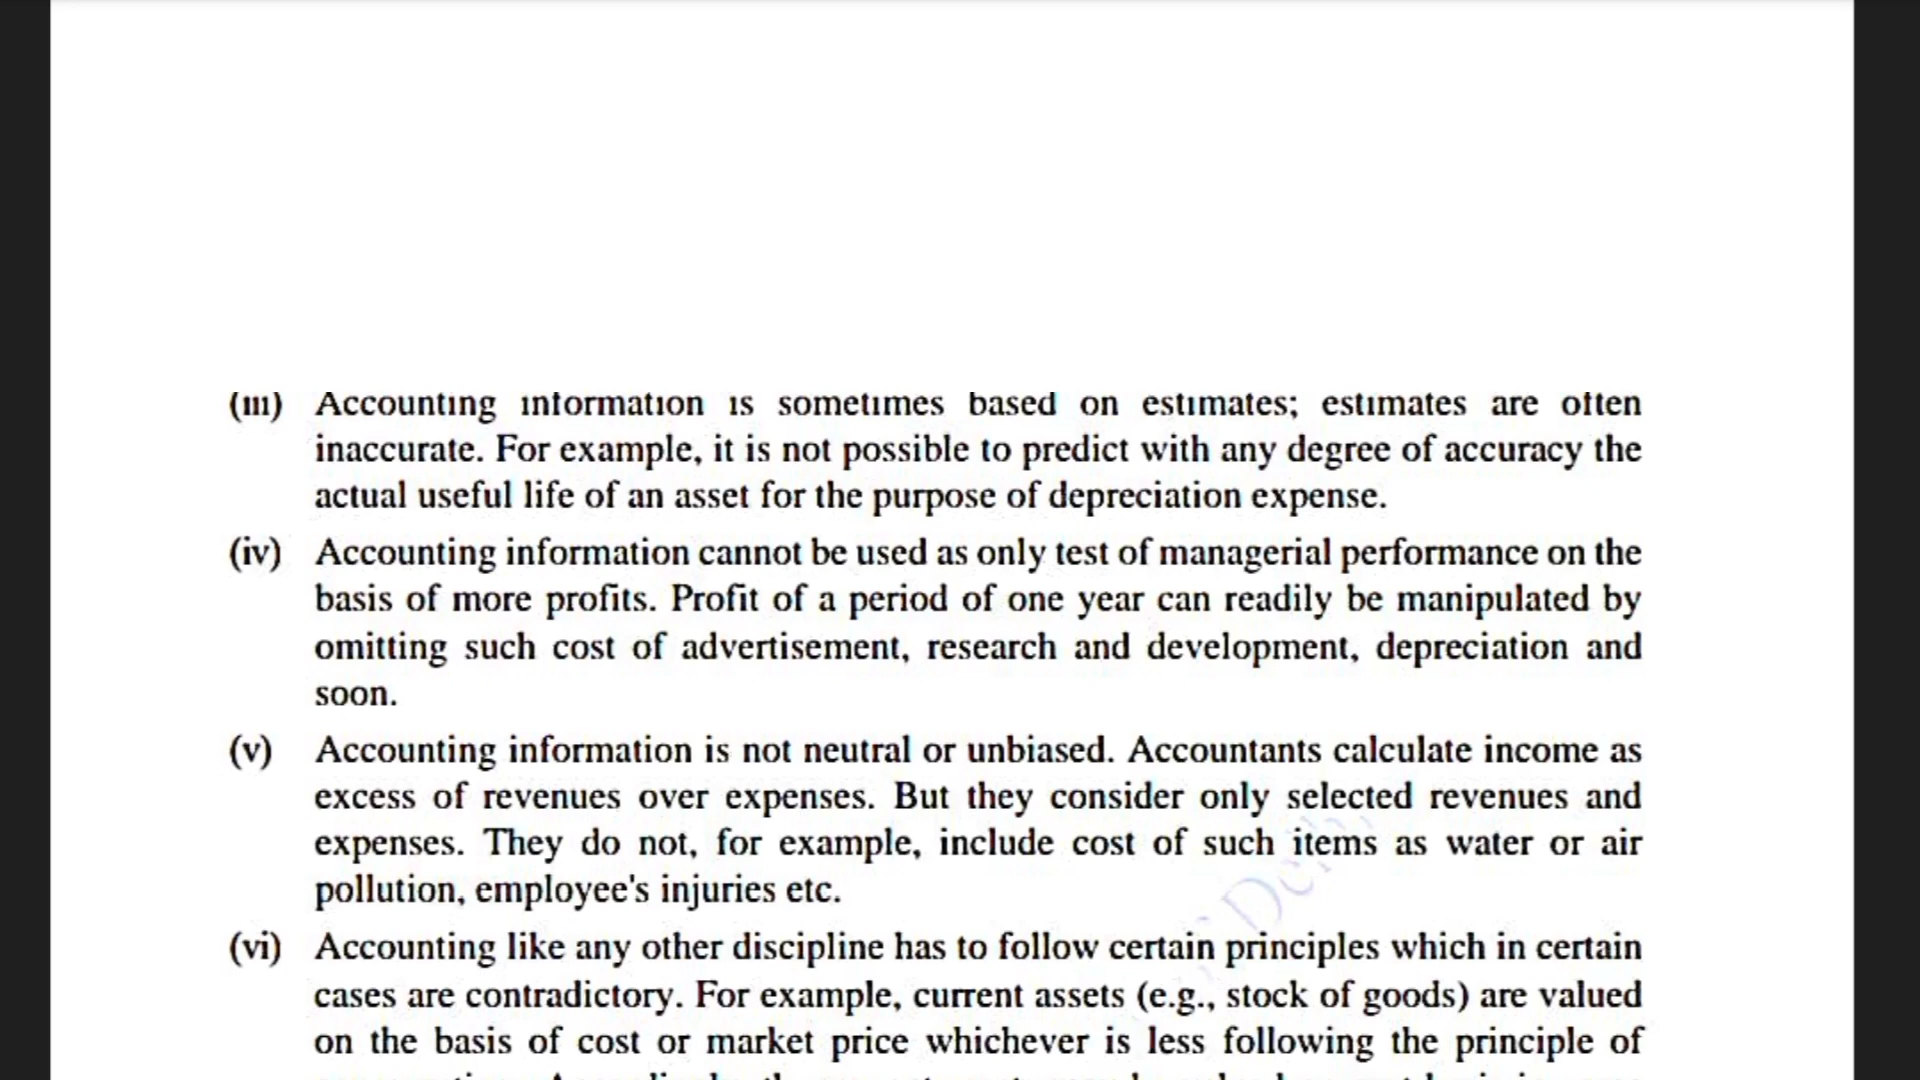 (iii) Accounting information is sometimes based on estimates; estimates are often
inaccurate. For example, it is not possible to predict with any degree of accuracy the
actual useful life of an asset for the purpose of depreciation expense.
(iv) Accounting information cannot be used as only test of managerial performance on the
basis of more profits. Profit of a period of one year can readily be manipulated by
omitting such cost of advertisement, research and development, depreciation and
soon.
(v) Accounting information is not neutral or unbiased. Accountants calculate income as
excess of revenues over expenses. But they consider only selected revenues and
expenses. They do not, for example, include cost of such items as water or air
pollution, employee's injuries etc.
(vi) Accounting like any other discipline has to follow certain principles which in certain
cases are contradictory. For example, current assets (e.g., stock of goods) are valued
on the basis of cost or market price whichever is less following the principle of